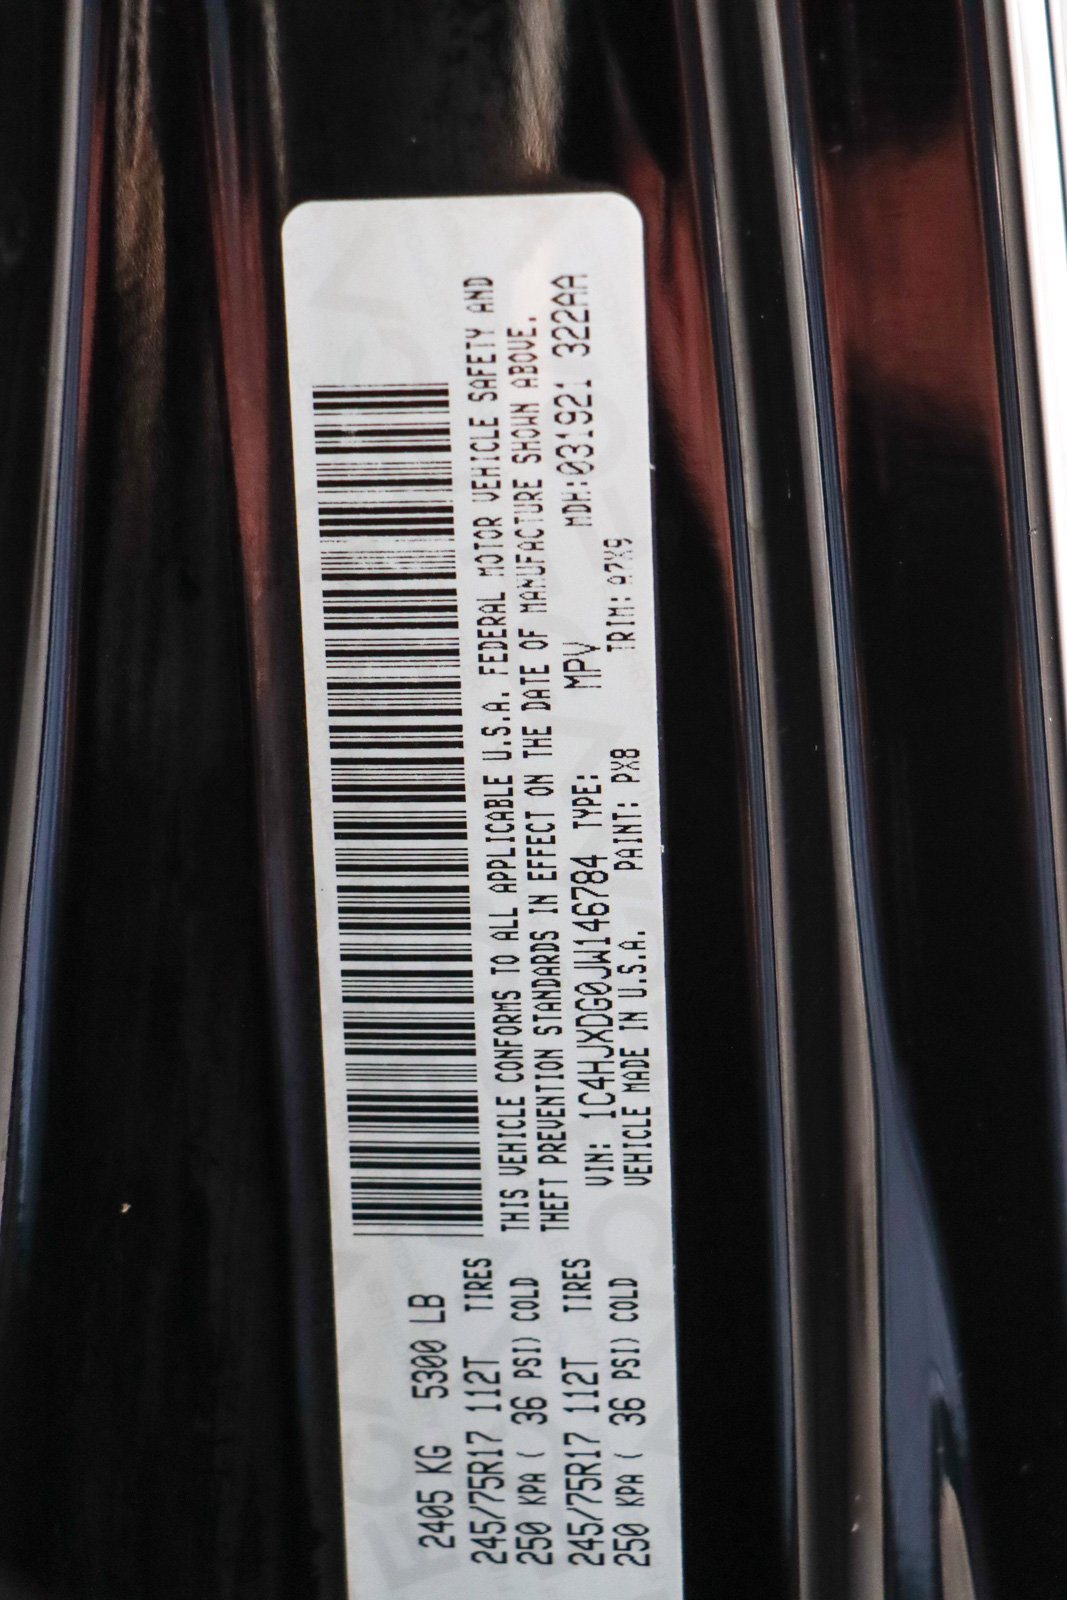 2405 KG 5300 LB
245/75R17 112T TIRES
250 KPA ( 36 PSI) COLD
245/75R17 112T TIRES
250 KPA ( 36 PSI) COLD
THIS VEHICLE CONFORMS TO ALL APPLICABLE U.S.A. FEDERAL MOTOR VEHICLE SAFETY AND
THEFT PREVENTION STANDARDS IN EFFECT ON THE DATE OF MANUFACTURE SHOWN ABOVE.
VIN: 1C4HJXDG0JW146784 TYPE: MPV MDH:031921 322AA
VEHICLE MADE IN U.S.A. PAINT: PX8 TRIM: A7X9